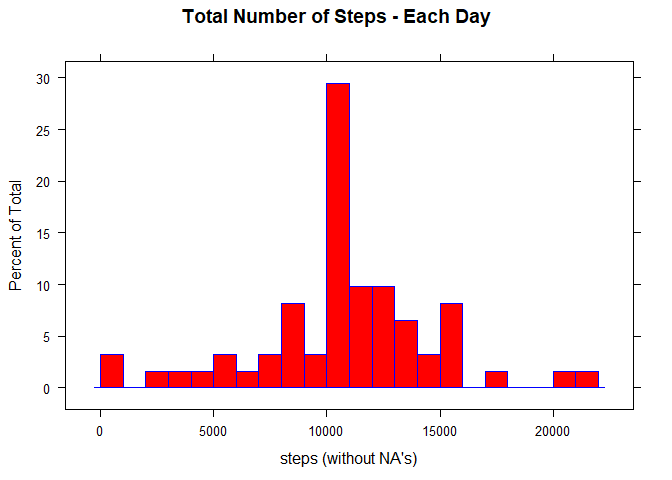 Total Number of Steps - Each Day
30
25
20
15
10
5
0
Percent of Total
0 5000 10000 15000 20000
steps (without NA's)